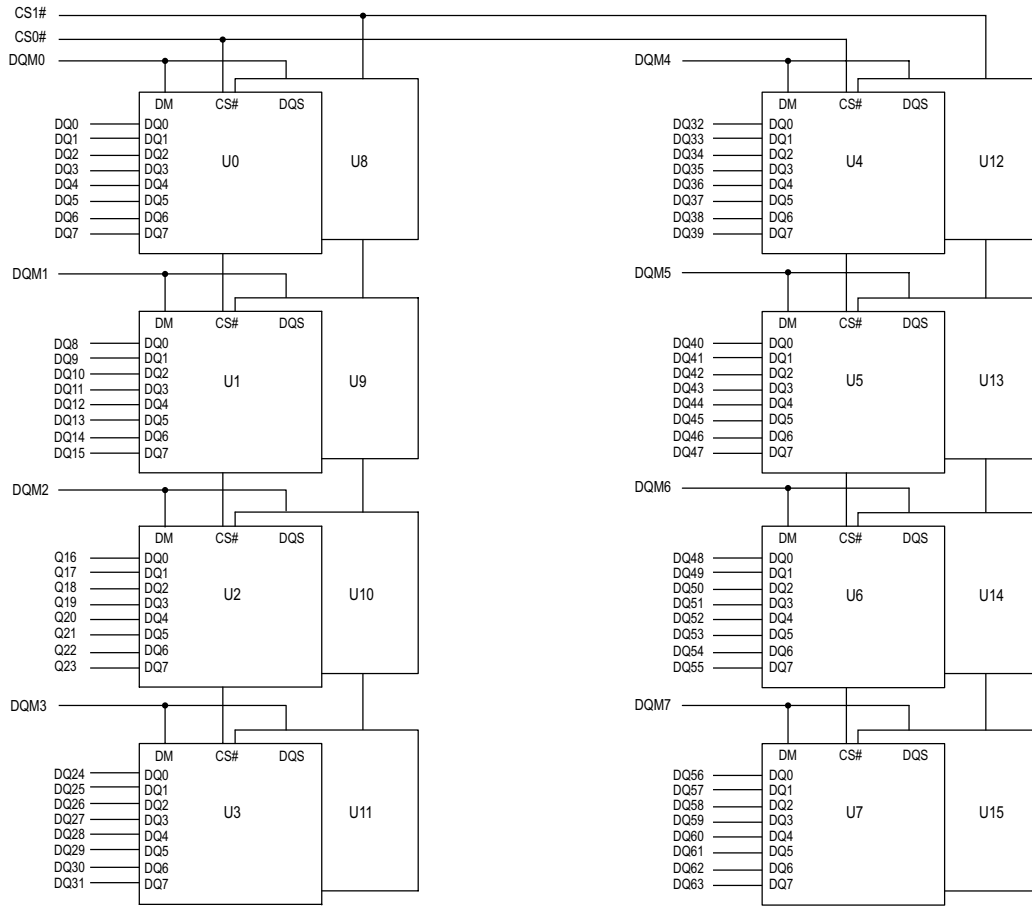 CS1#
CS0#
DQM0
DM CS# DQS
DQ0 DQ0
DQ1 DQ1
DQ2 DQ2
DQ3 DQ3
DQ4 DQ4
DQ5 DQ5
DQ6 DQ6
DQ7 DQ7
U0
U8
DQM1
DM CS# DQS
DQ8 DQ0
DQ9 DQ1
DQ10 DQ2
DQ11 DQ3
DQ12 DQ4
DQ13 DQ5
DQ14 DQ6
DQ15 DQ7
U1
U9
DQM2
DM CS# DQS
Q16 DQ0
Q17 DQ1
Q18 DQ2
Q19 DQ3
Q20 DQ4
Q21 DQ5
Q22 DQ6
Q23 DQ7
U2
U10
DQM3
DM CS# DQS
DQ24 DQ0
DQ25 DQ1
DQ26 DQ2
DQ27 DQ3
DQ28 DQ4
DQ29 DQ5
DQ30 DQ6
DQ31 DQ7
U3
U11
DQM4
DM CS# DQS
DQ32 DQ0
DQ33 DQ1
DQ34 DQ2
DQ35 DQ3
DQ36 DQ4
DQ37 DQ5
DQ38 DQ6
DQ39 DQ7
U4
U12
DQM5
DM CS# DQS
DQ40 DQ0
DQ41 DQ1
DQ42 DQ2
DQ43 DQ3
DQ44 DQ4
DQ45 DQ5
DQ46 DQ6
DQ47 DQ7
U5
U13
DQM6
DM CS# DQS
DQ48 DQ0
DQ49 DQ1
DQ50 DQ2
DQ51 DQ3
DQ52 DQ4
DQ53 DQ5
DQ54 DQ6
DQ55 DQ7
U6
U14
DQM7
DM CS# DQS
DQ56 DQ0
DQ57 DQ1
DQ58 DQ2
DQ59 DQ3
DQ60 DQ4
DQ61 DQ5
DQ62 DQ6
DQ63 DQ7
U7
U15